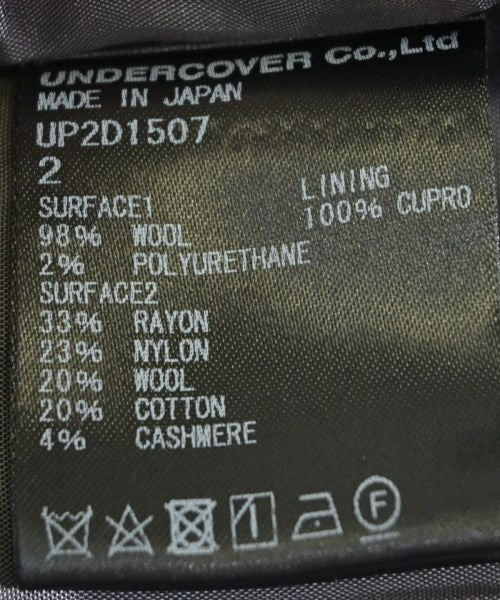 UNDERCOVER Co.,Ltd
MADE IN JAPAN
UP2D1507
2
SURFACE1
98% WOOL
2% POLYURETHANE
SURFACE2
33% RAYON
23% NYLON
20% WOOL
20% COTTON
4% CASHMERE
LINING
100% CUPRO
F